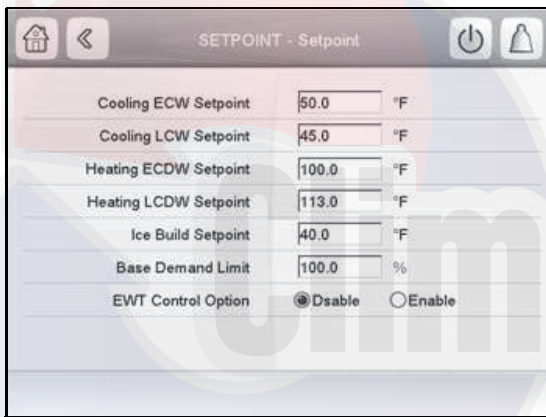 SETPOINT - Setpoint
Cooling ECW Setpoint 50.0 °F
Cooling LCW Setpoint 45.0 °F
Heating ECDW Setpoint 100.0 °F
Heating LCDW Setpoint 113.0 °F
Ice Build Setpoint 40.0 °F
Base Demand Limit 100.0 %
EWT Control Option Dsable Enable